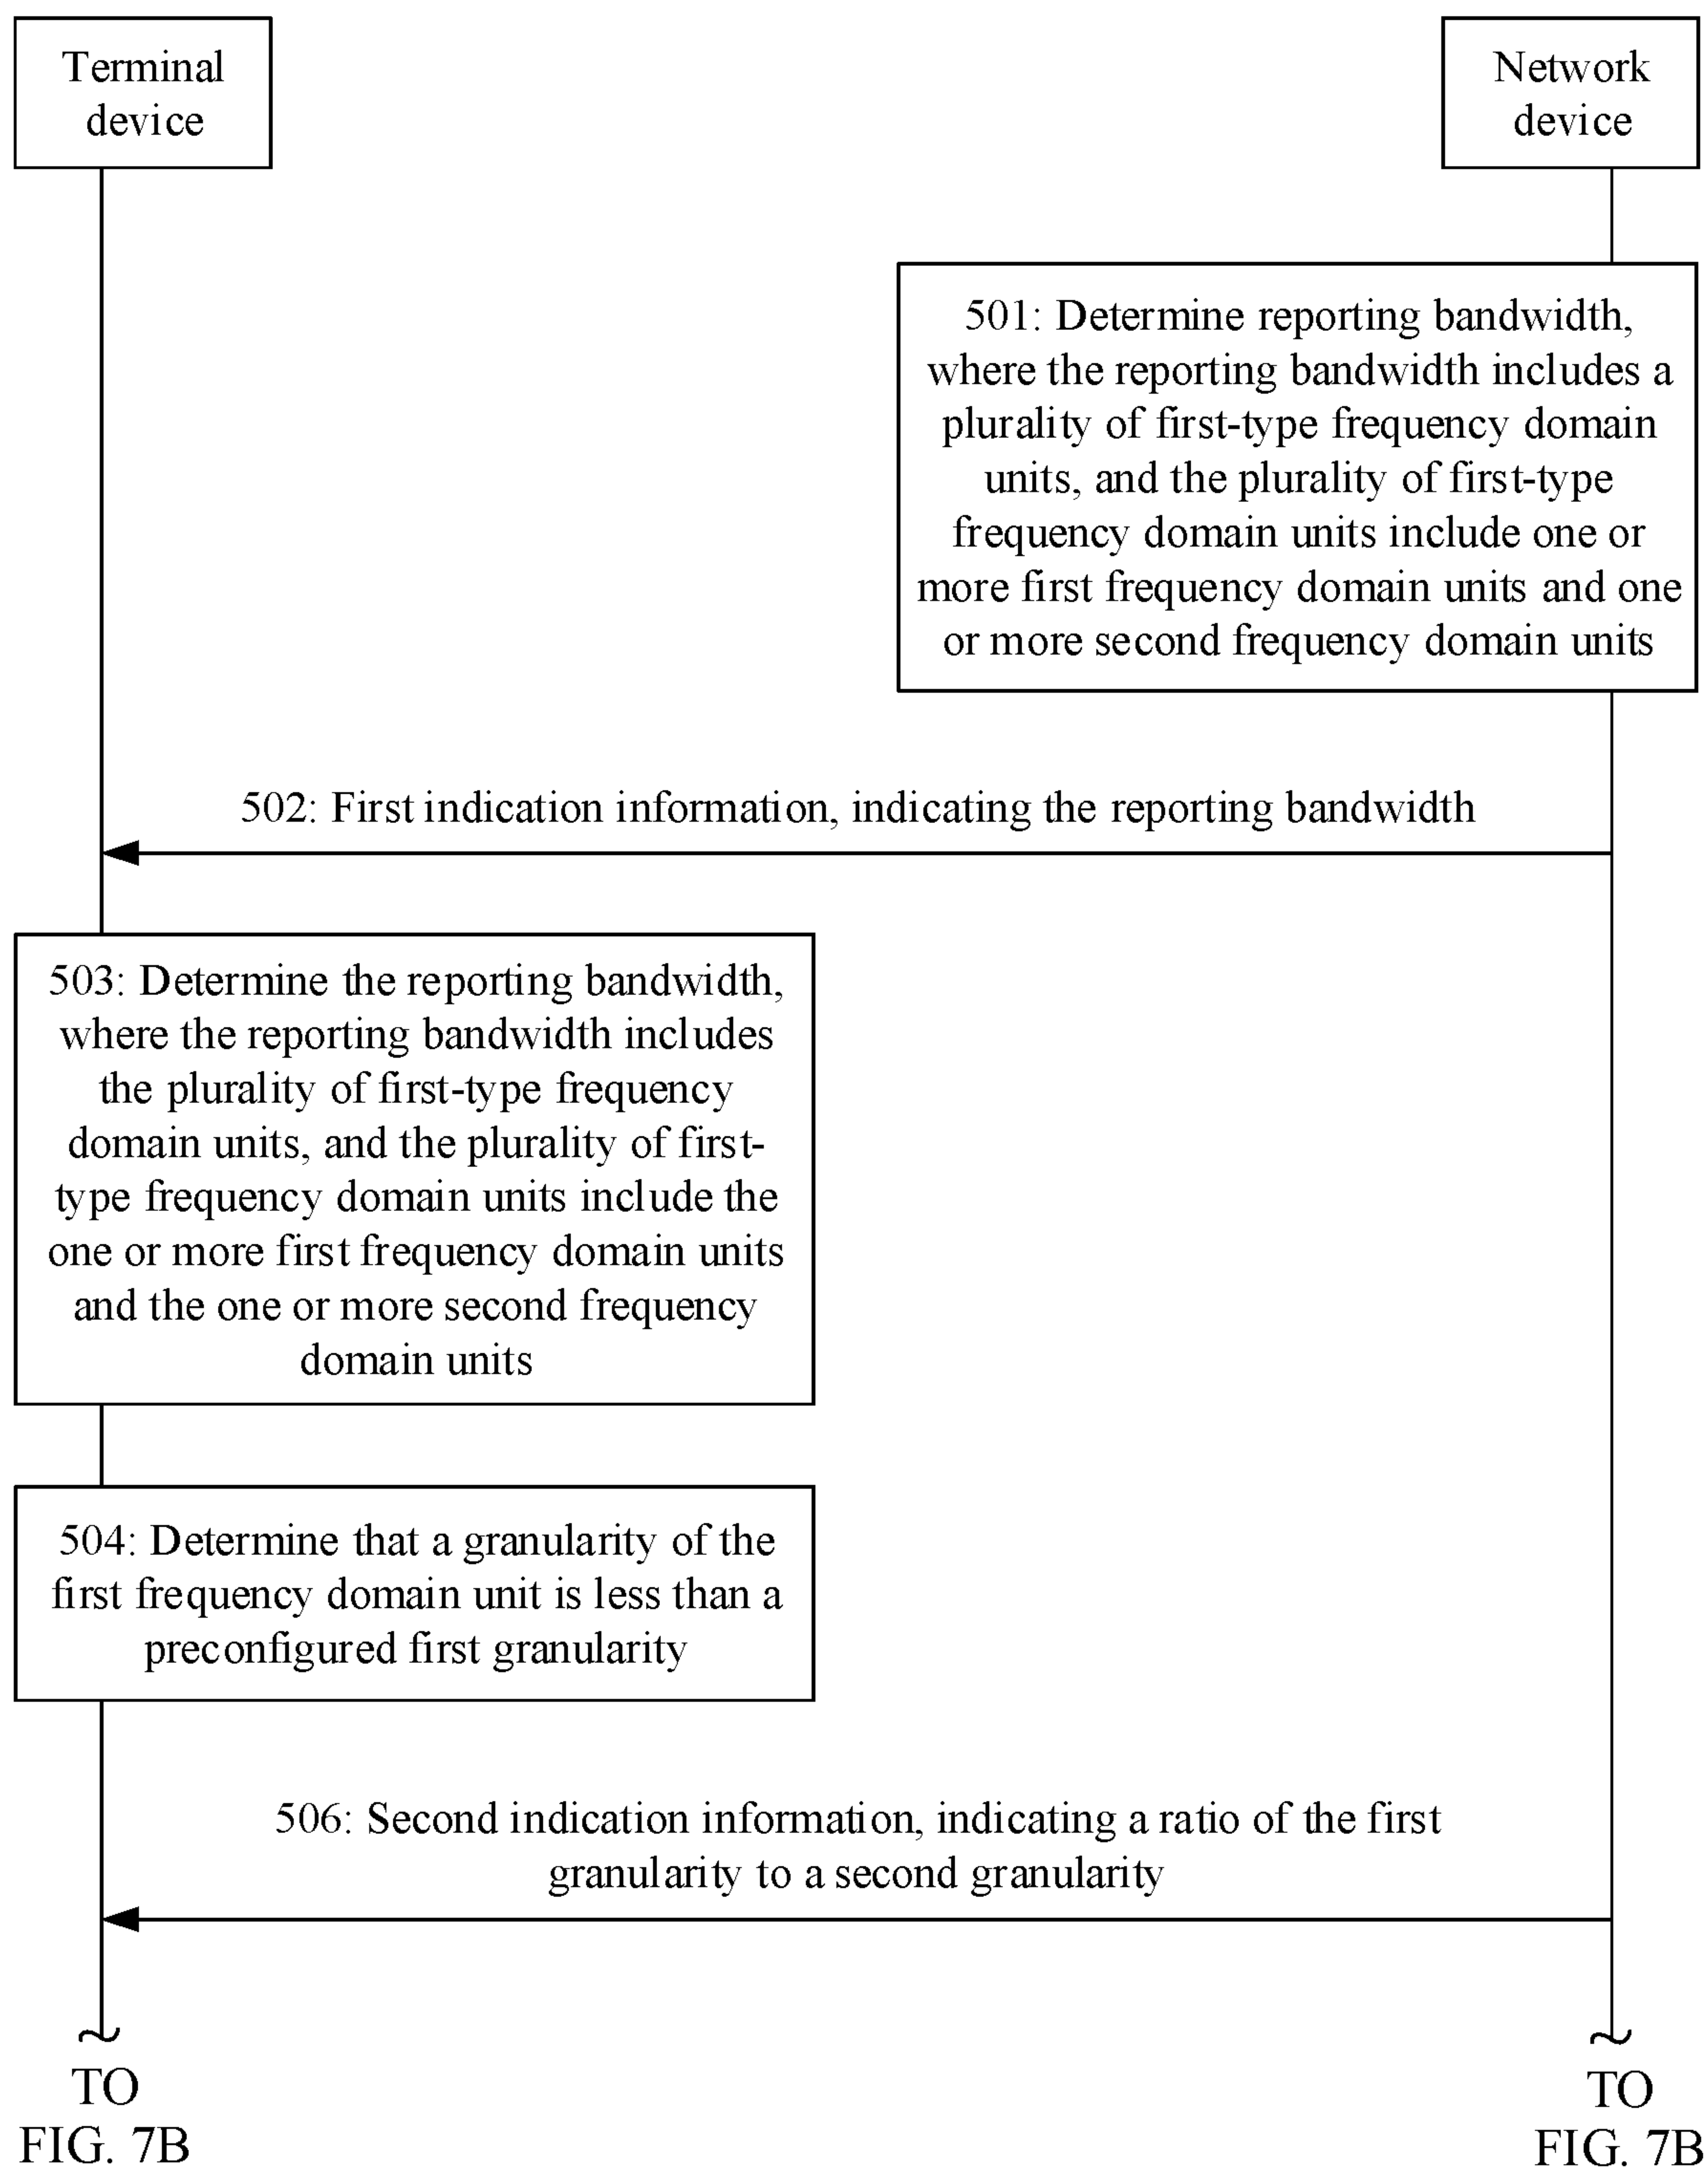 Terminal
device
Network
device
501: Determine reporting bandwidth,
where the reporting bandwidth includes a
plurality of first-type frequency domain
units, and the plurality of first-type
frequency domain units include one or
more first frequency domain units and one
or more second frequency domain units
502: First indication information, indicating the reporting bandwidth
503: Determine the reporting bandwidth,
where the reporting bandwidth includes
the plurality of first-type frequency
domain units, and the plurality of first-
type frequency domain units include the
one or more first frequency domain units
and the one or more second frequency
domain units
504: Determine that a granularity of the
first frequency domain unit is less than a
preconfigured first granularity
506: Second indication information, indicating a ratio of the first
granularity to a second granularity
TO
FIG. 7B
TO
FIG. 7B